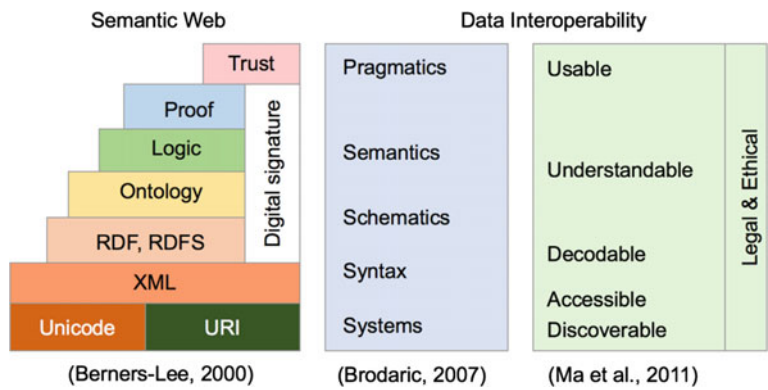 Semantic Web
Data Interoperability
Trust
Proof
Logic
Ontology
RDF, RDFS
XML
Unicode
URI
Digital signature
(Berners-Lee, 2000)
Pragmatics
Semantics
Schematics
Syntax
Systems
(Brodaric, 2007)
Usable
Understandable
Decodable
Accessible
Discoverable
Legal & Ethical
(Ma et al., 2011)